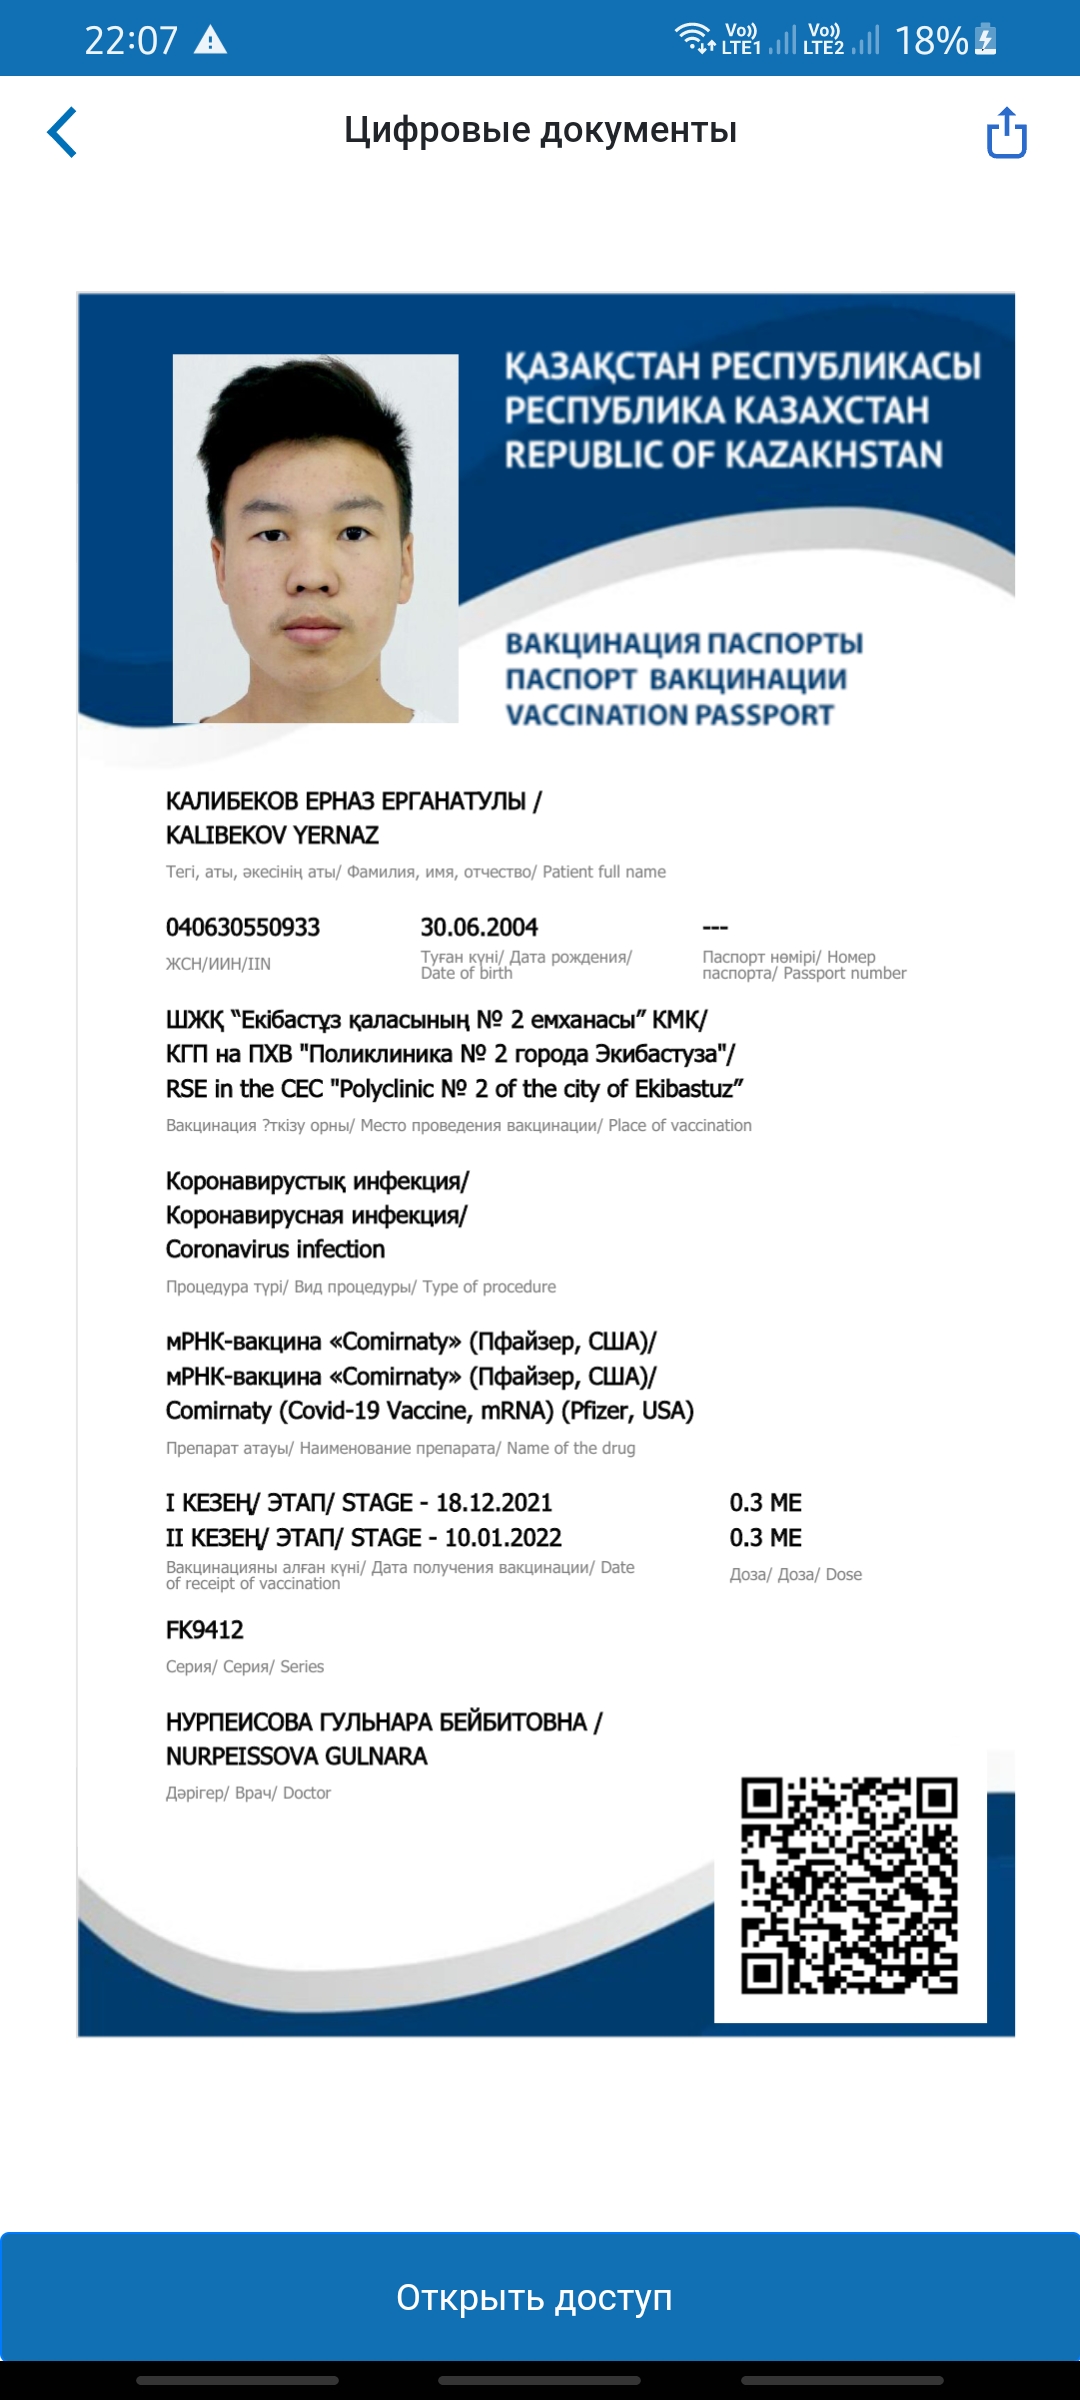 22:07
Vo)) LTE1 Vo)) LTE2 18%
Цифровые документы
ҚАЗАҚСТАН РЕСПУБЛИКАСЫ
РЕСПУБЛИКА КАЗАХСТАН
REPUBLIC OF KAZAKHSTAN
ВАКЦИНАЦИЯ ПАСПОРТЫ
ПАСПОРТ ВАКЦИНАЦИИ
VACCINATION PASSPORT
КАЛИБЕКОВ ЕРНАЗ ЕРГАНАТУЛЫ /
KALIBEKOV YERNAZ
Тегі, аты, әкесінің аты/ Фамилия, имя, отчество/ Patient full name
040630550933 30.06.2004 ---
ЖСН/ИИН/IIN
Туған күні/ Дата рождения/
Date of birth
Паспорт нөмірі/ Номер
паспорта/ Passport number
ШЖҚ “Екібастұз қаласының № 2 емханасы” КМК/
КГП на ПХВ "Поликлиника № 2 города Экибастуза"/
RSE in the CEC "Polyclinic № 2 of the city of Ekibastuz”
Вакцинация ?ткізу орны/ Место проведения вакцинации/ Place of vaccination
Коронавирустық инфекция/
Коронавирусная инфекция/
Coronavirus infection
Процедура түрі/ Вид процедуры/ Type of procedure
мРНК-вакцина «Comirnaty» (Пфайзер, США)/
мРНК-вакцина «Comirnaty» (Пфайзер, США)/
Comirnaty (Covid-19 Vaccine, mRNA) (Pfizer, USA)
Препарат атауы/ Наименование препарата/ Name of the drug
I КЕЗЕҢ/ ЭТАП/ STAGE - 18.12.2021 0.3 ME
II КЕЗЕҢ/ ЭТАП/ STAGE - 10.01.2022 0.3 ME
Вакцинацияны алған күні/ Дата получения вакцинации/ Date
of receipt of vaccination
Доза/ Доза/ Dose
FK9412
Серия/ Серия/ Series
НУРПЕИСОВА ГУЛЬНАРА БЕЙБИТОВНА /
NURPEISSOVA GULNARA
Дәрігер/ Врач/ Doctor
Открыть доступ